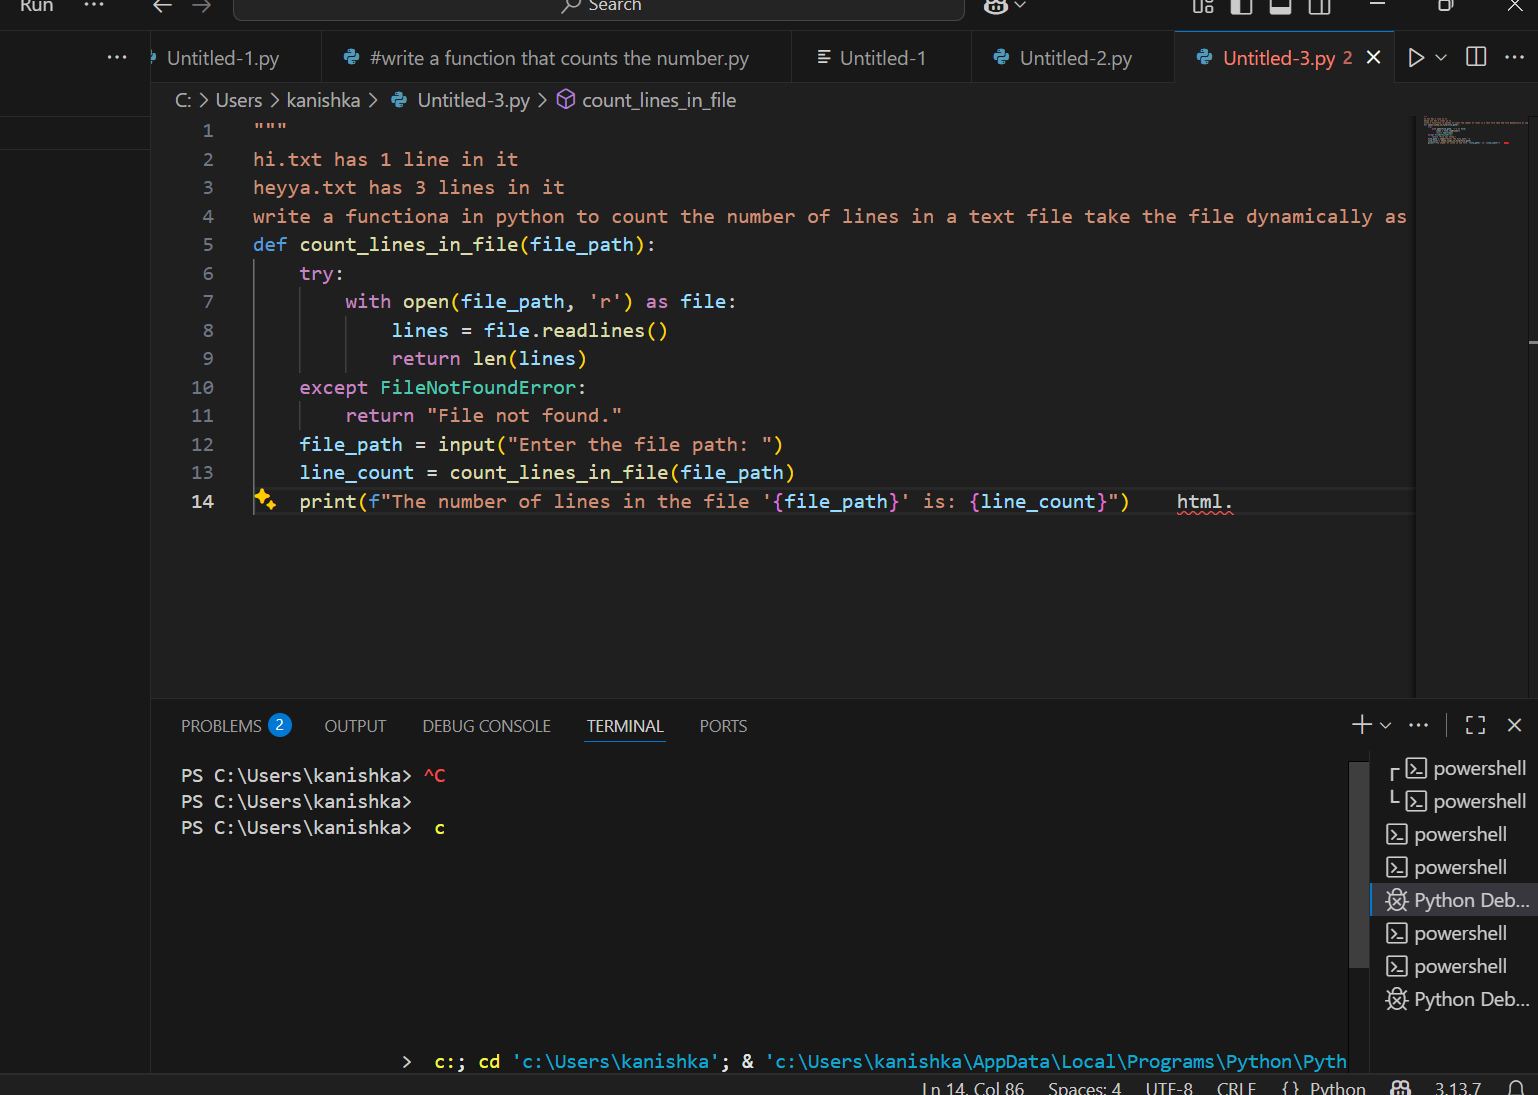 Run ··· Search
··· Untitled-1.py #write a function that counts the number.py Untitled-1 Untitled-2.py Untitled-3.py 2
C: > Users > kanishka > Untitled-3.py > count_lines_in_file
1 """
2 hi.txt has 1 line in it
3 heyya.txt has 3 lines in it
4 write a functiona in python to count the number of lines in a text file take the file dynamically as
5 def count_lines_in_file(file_path):
6 try:
7 with open(file_path, 'r') as file:
8 lines = file.readlines()
9 return len(lines)
10 except FileNotFoundError:
11 return "File not found."
12 file_path = input("Enter the file path: ")
13 line_count = count_lines_in_file(file_path)
14 print(f"The number of lines in the file '{file_path}' is: {line_count}") html.
PROBLEMS 2 OUTPUT DEBUG CONSOLE TERMINAL PORTS
PS C:\Users\kanishka> ^C
PS C:\Users\kanishka>
PS C:\Users\kanishka> c
> c:; cd 'c:\Users\kanishka'; & 'c:\Users\kanishka\AppData\Local\Programs\Python\Pyth
powershell
powershell
powershell
powershell
Python Deb...
powershell
powershell
Python Deb...
Ln 14, Col 86 Spaces: 4 UTF-8 CRLF {} Python 3.13.7